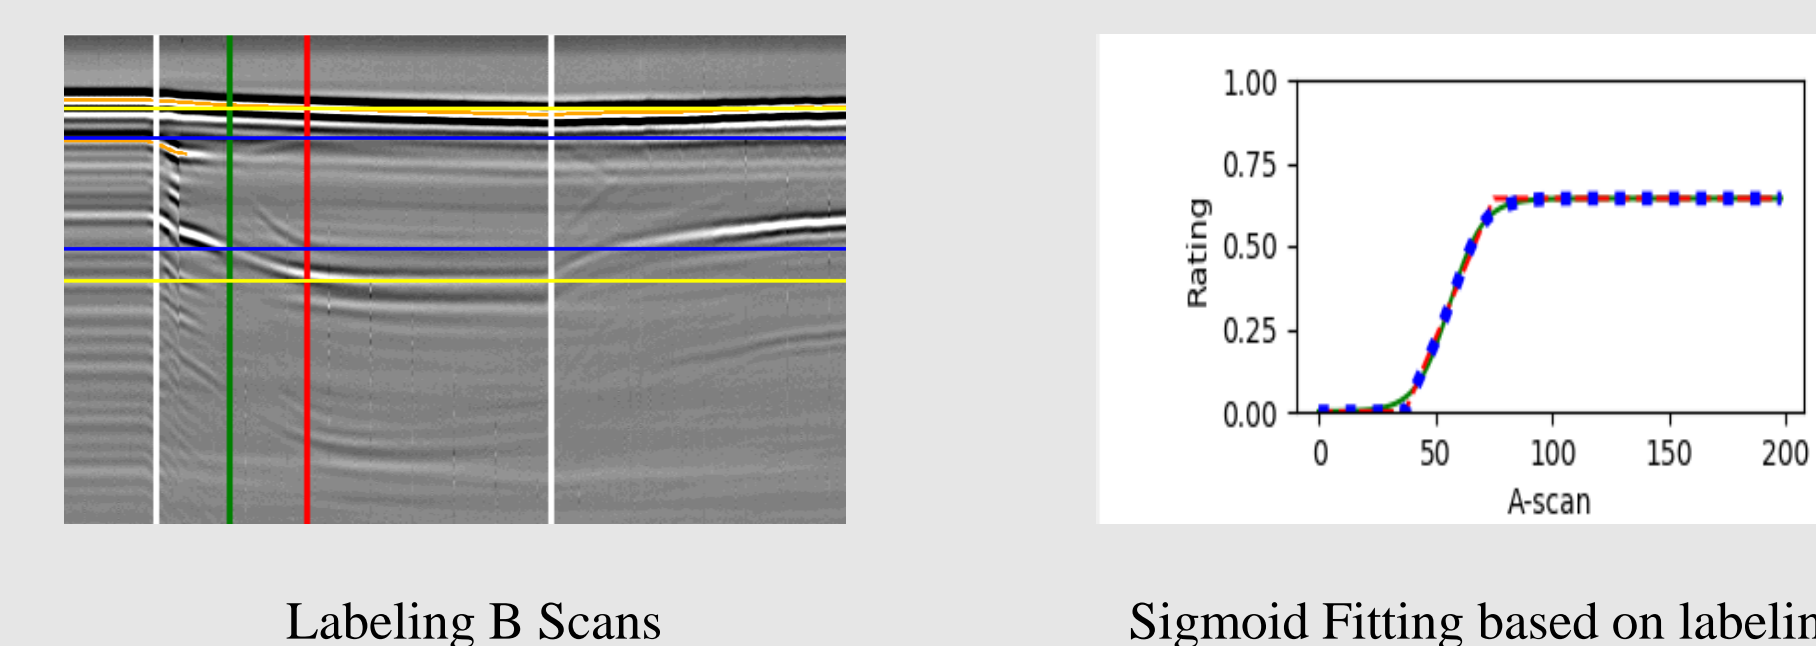 1.00
0.75
0.50
0.25
0.00
Rating
0 50 100 150 200
A-scan
Labeling B Scans
Sigmoid Fitting based on labelin